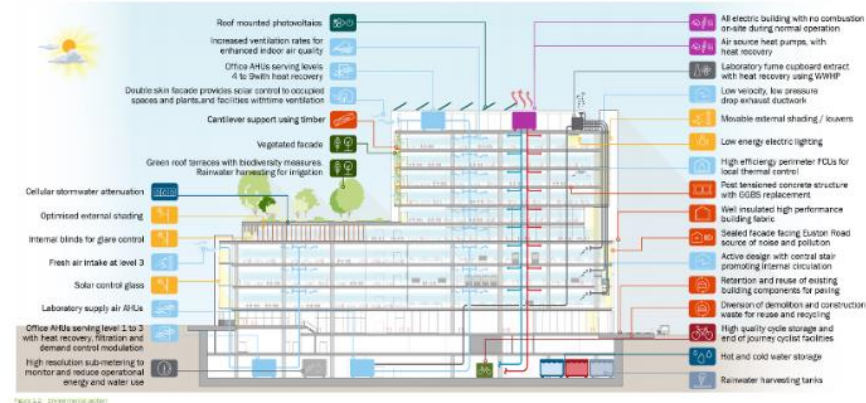 Roof mounted photovoltaics
Increased ventilation rates for
enhanced indoor air quality
Office AHUs serving levels
4 to 9with heat recovery
Double skin facade provides solar control to occupied
spaces and plants,and facilities withtime ventilation
Cantilever support using timber
Vegetated facade
Green roof terraces with biodiversity measures.
Rainwater harvesting for irrigation
Cellular stormwater attenuation
Optimised external shading
Internal blinds for glare control
Fresh air intake at level 3
Solar control glass
Laboratory supply air AHUs
Office AHUs serving level 1 to 3
with heat recovery, filtration and
demand control modulation
High resolution sub-metering to
monitor and reduce operational
energy and water use
All electric building with no combustion
on-site during normal operation
Air source heat pumps, with
heat recovery
Laboratory fume cupboard extract
with heat recovery using WWHP
Low velocity, low pressure
drop exhaust ductwork
Movable external shading / louvers
Low energy electric lighting
High efficiency perimeter FCUs for
local thermal control
Post tensioned concrete structure
with GGBS replacement
Well insulated high performance
building fabric
Sealed facade facing Euston Road
source of noise and pollution
Active design with central stair
promoting internal circulation
Retention and reuse of existing
building components for paving
Diversion of demolition and construction
waste for reuse and recycling
High quality cycle storage and
end of journey cyclist facilities
Hot and cold water storage
Rainwater harvesting tanks